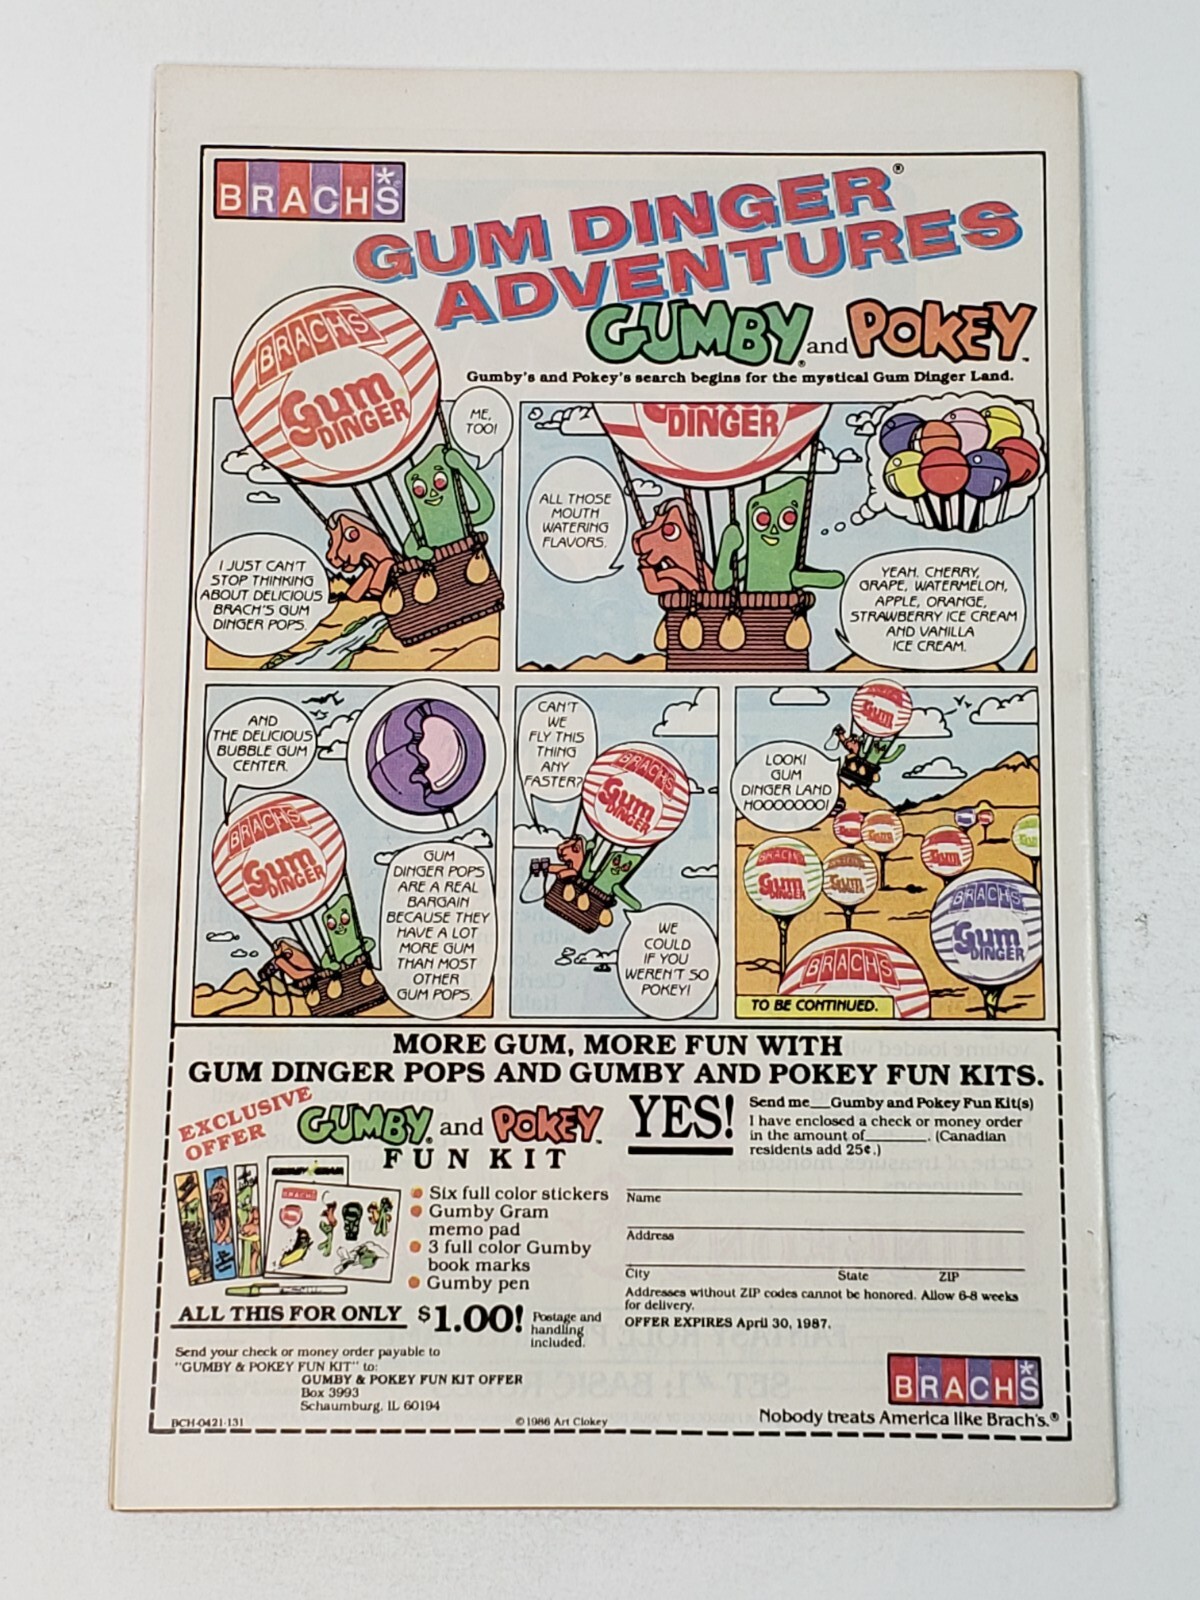 BRACH'S
GUM DINGER®
ADVENTURES
GUMBY® and POKEY™
Gumby's and Pokey's search begins for the mystical Gum Dinger Land.
BRACHS
Gum
DINGER
ME,
TOO!
I JUST CAN'T
STOP THINKING
ABOUT DELICIOUS
BRACH'S GUM
DINGER POPS.
DINGER
ALL THOSE
MOUTH
WATERING
FLAVORS.
YEAH. CHERRY,
GRAPE, WATERMELON,
APPLE, ORANGE,
STRAWBERRY ICE CREAM
AND VANILLA
ICE CREAM.
AND
THE DELICIOUS
BUBBLE GUM
CENTER.
BRACHS
Gum
DINGER
GUM
DINGER POPS
ARE A REAL
BARGAIN
BECAUSE THEY
HAVE A LOT
MORE GUM
THAN MOST
OTHER
GUM POPS.
CAN'T
WE
FLY THIS
THING
ANY
FASTER?
BRACHS
Gum
DINGER
WE
COULD
IF YOU
WEREN'T SO
POKEY!
Gum
LOOK!
GUM
DINGER LAND
HOOOOOOO!
BRACHS
Gum
DINGER
BRACHS
Gum
DINGER
BRACHS
TO BE CONTINUED.
MORE GUM, MORE FUN WITH
GUM DINGER POPS AND GUMBY AND POKEY FUN KITS.
EXCLUSIVE
OFFER
GUMBY® and POKEY™
FUN KIT
Six full color stickers
Gumby Gram
memo pad
3 full color Gumby
book marks
Gumby pen
ALL THIS FOR ONLY $1.00!
Postage and
handling
included.
Send your check or money order payable to
"GUMBY & POKEY FUN KIT" to:
GUMBY & POKEY FUN KIT OFFER
Box 3993
Schaumburg, IL 60194
BCH-0421-131
©1986 Art Clokey
YES!
Send me__Gumby and Pokey Fun Kit(s)
I have enclosed a check or money order
in the amount of________. (Canadian
residents add 25¢.)
Name
Address
City State ZIP
Addresses without ZIP codes cannot be honored. Allow 6-8 weeks
for delivery.
OFFER EXPIRES April 30, 1987.
BRACH'S
Nobody treats America like Brach's.®